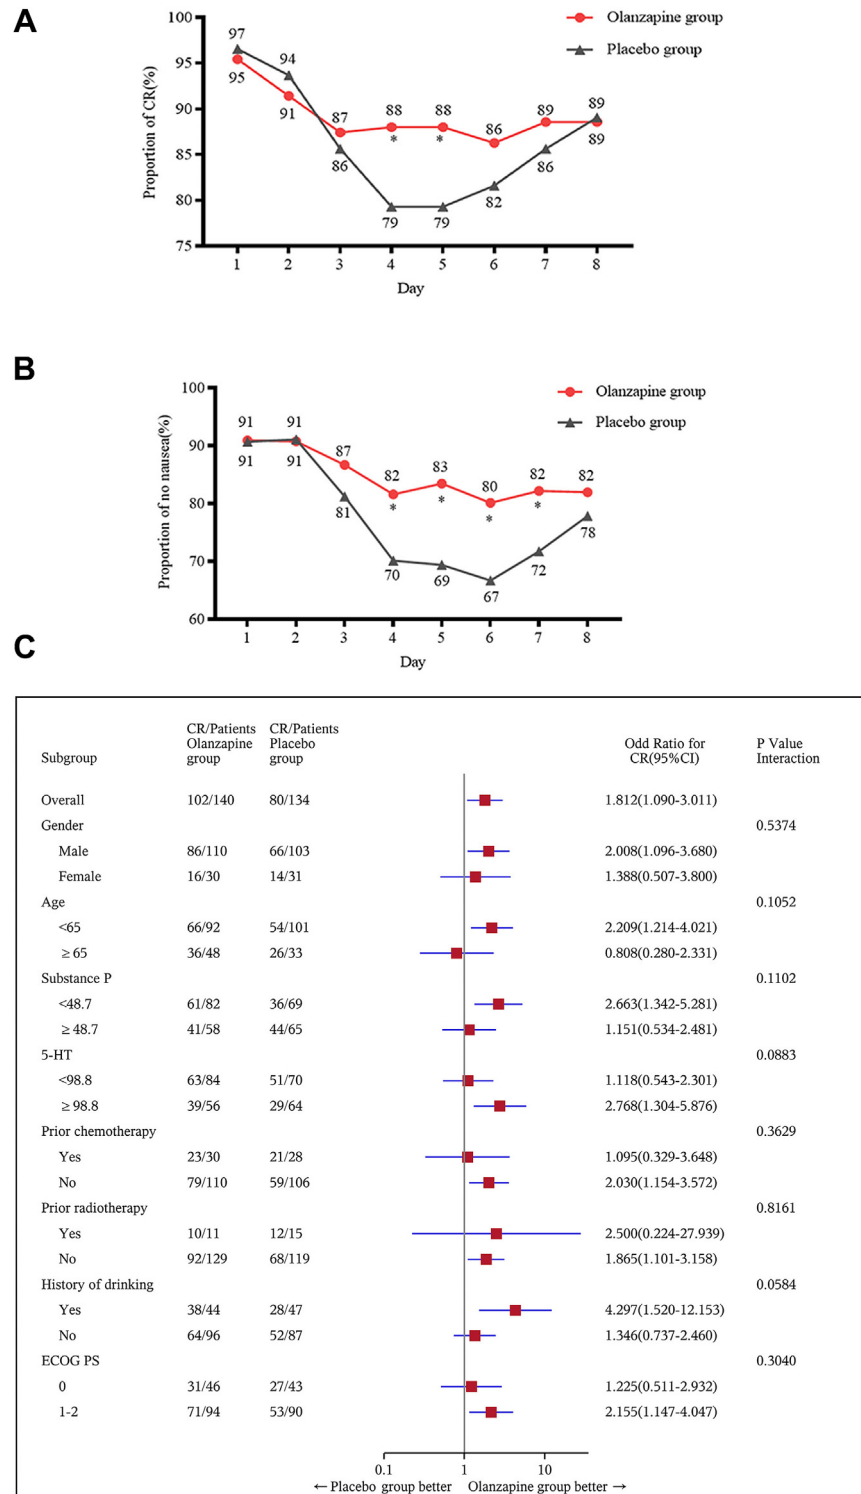 A
Olanzapine group
Placebo group
Proportion of CR(%)
100
95
90
85
80
75
97
94
87
88
88
86
89
89
95
91
86
*
*
79
79
82
86
89
1 2 3 4 5 6 7 8
Day
B
Olanzapine group
Placebo group
Proportion of no nausea(%)
100
90
80
70
60
91
91
87
82
83
80
82
82
91
91
81
*
*
*
*
70
69
67
72
78
1 2 3 4 5 6 7 8
Day
C
Subgroup CR/Patients Olanzapine group CR/Patients Placebo group Odd Ratio for CR(95%CI) P Value Interaction
Overall 102/140 80/134 1.812(1.090-3.011)
Gender 0.5374
Male 86/110 66/103 2.008(1.096-3.680)
Female 16/30 14/31 1.388(0.507-3.800)
Age 0.1052
<65 66/92 54/101 2.209(1.214-4.021)
≥65 36/48 26/33 0.808(0.280-2.331)
Substance P 0.1102
<48.7 61/82 36/69 2.663(1.342-5.281)
≥48.7 41/58 44/65 1.151(0.534-2.481)
5-HT 0.0883
<98.8 63/84 51/70 1.118(0.543-2.301)
≥98.8 39/56 29/64 2.768(1.304-5.876)
Prior chemotherapy 0.3629
Yes 23/30 21/28 1.095(0.329-3.648)
No 79/110 59/106 2.030(1.154-3.572)
Prior radiotherapy 0.8161
Yes 10/11 12/15 2.500(0.224-27.939)
No 92/129 68/119 1.865(1.101-3.158)
History of drinking 0.0584
Yes 38/44 28/47 4.297(1.520-12.153)
No 64/96 52/87 1.346(0.737-2.460)
ECOG PS 0.3040
0 31/46 27/43 1.225(0.511-2.932)
1-2 71/94 53/90 2.155(1.147-4.047)
0.1 1 10
← Placebo group better Olanzapine group better →